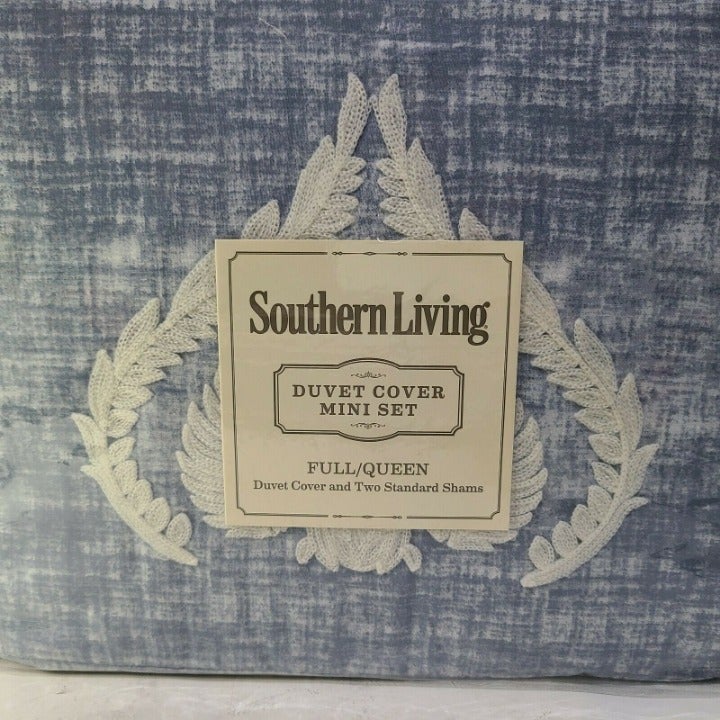 Southern Living
DUVET COVER
MINI SET
FULL/QUEEN
Duvet Cover and Two Standard Shams